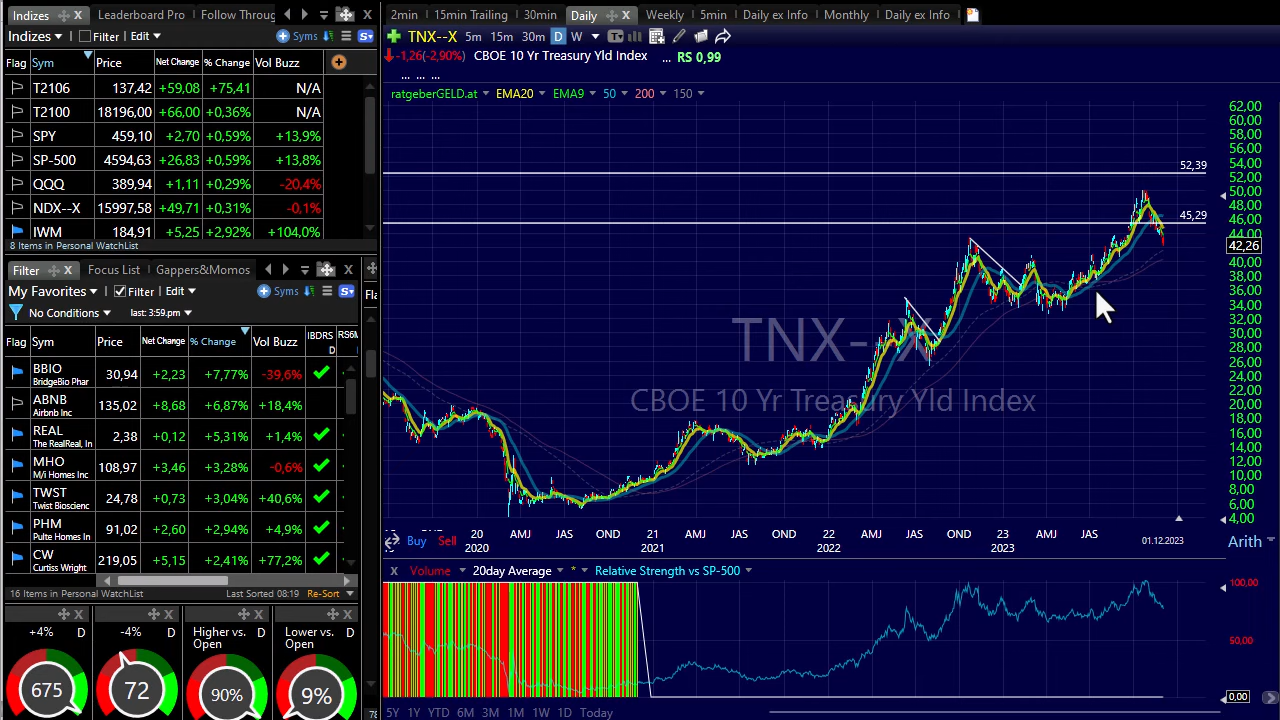 Indizes
Leaderboard Pro
Follow Throug
Indizes Filter Edit Syms
Flag Sym Price Net Change % Change Vol Buzz
T2106 137,42 +59,08 +75,41 N/A
T2100 18196,00 +66,00 +0,36% N/A
SPY 459,10 +2,70 +0,59% +13,9%
SP-500 4594,63 +26,83 +0,59% +13,8%
QQQ 389,94 +1,11 +0,29% -20,4%
NDX--X 15997,58 +49,71 +0,31% -0,1%
IWM 184,91 +5,25 +2,92% +104,0%
8 Items in Personal WatchList
Filter Focus List Gappers&Momos
My Favorites Filter Edit Syms
No Conditions last: 3:59pm
Flag Sym Price Net Change % Change Vol Buzz IBDRS D RS6M
BBIO 30,94 +2,23 +7,77% -39,6%
BridgeBio Phar
ABNB 135,02 +8,68 +6,87% +18,4%
Airbnb Inc
REAL 2,38 +0,12 +5,31% +1,4%
The RealReal, In
MHO 108,97 +3,46 +3,28% -0,6%
M/i Homes Inc
TWST 24,78 +0,73 +3,04% +40,6%
Twist Bioscienc
PHM 91,02 +2,60 +2,94% +4,9%
Pulte Homes In
CW 219,05 +5,15 +2,41% +77,2%
Curtiss Wright
16 Items in Personal WatchList Last Sorted 08:19 Re-Sort
+4% D
675
-4% D
72
Higher vs. Open D
90%
Lower vs. Open D
9%
Fla
78
2min 15min Trailing 30min Daily Weekly 5min Daily ex Info Monthly Daily ex Info
TNX--X 5m 15m 30m D W T
-1,26(-2,90%) CBOE 10 Yr Treasury Yld Index ... RS 0,99
... ... ...
ratgeberGELD.at EMA20 EMA9 50 200 150
52,39
45,29
TNX--X
CBOE 10 Yr Treasury Yld Index
62,00
60,00
58,00
56,00
54,00
52,00
50,00
48,00
46,00
44,00
42,26
40,00
38,00
36,00
34,00
32,00
30,00
28,00
26,00
24,00
22,00
20,00
18,00
16,00
14,00
12,00
10,00
8,00
6,00
4,00
20 AMJ JAS OND 21 AMJ JAS OND 22 AMJ JAS OND 23 AMJ JAS
Buy Sell 2020 2021 2022 2023 01.12.2023 Arith
X Volume 20day Average * Relative Strength vs SP-500
100.00
50.00
0.00
5Y 1Y YTD 6M 3M 1M 1W 1D Today